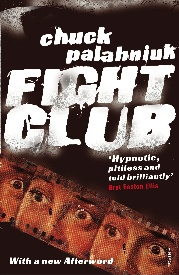 chuck
palahniuk
FIGHT
CLUB
'Hypnotic,
pitiless and
told brilliantly'
Bret Easton Ellis
With a new Afterword